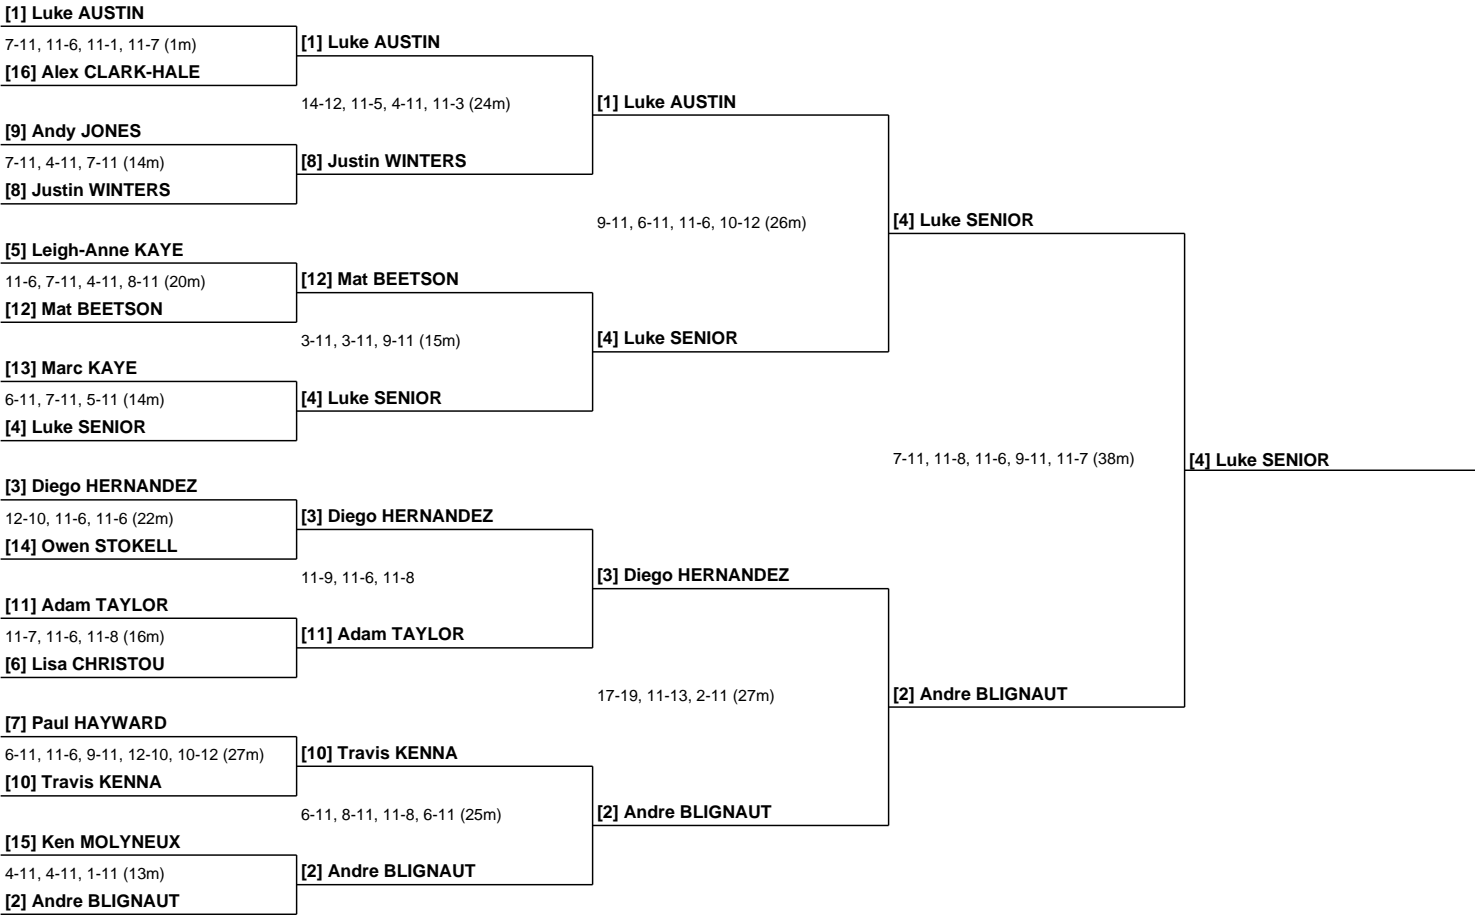 [1] Luke AUSTIN
7-11, 11-6, 11-1, 11-7 (1m)
[16] Alex CLARK-HALE
[9] Andy JONES
7-11, 4-11, 7-11 (14m)
[8] Justin WINTERS
[5] Leigh-Anne KAYE
11-6, 7-11, 4-11, 8-11 (20m)
[12] Mat BEETSON
[13] Marc KAYE
6-11, 7-11, 5-11 (14m)
[4] Luke SENIOR
[3] Diego HERNANDEZ
12-10, 11-6, 11-6 (22m)
[14] Owen STOKELL
[11] Adam TAYLOR
11-7, 11-6, 11-8 (16m)
[6] Lisa CHRISTOU
[7] Paul HAYWARD
6-11, 11-6, 9-11, 12-10, 10-12 (27m)
[10] Travis KENNA
[15] Ken MOLYNEUX
4-11, 4-11, 1-11 (13m)
[2] Andre BLIGNAUT
[1] Luke AUSTIN
14-12, 11-5, 4-11, 11-3 (24m)
[8] Justin WINTERS
[12] Mat BEETSON
3-11, 3-11, 9-11 (15m)
[4] Luke SENIOR
[3] Diego HERNANDEZ
11-9, 11-6, 11-8
[11] Adam TAYLOR
[10] Travis KENNA
6-11, 8-11, 11-8, 6-11 (25m)
[2] Andre BLIGNAUT
[1] Luke AUSTIN
9-11, 6-11, 11-6, 10-12 (26m)
[4] Luke SENIOR
[3] Diego HERNANDEZ
17-19, 11-13, 2-11 (27m)
[2] Andre BLIGNAUT
[4] Luke SENIOR
7-11, 11-8, 11-6, 9-11, 11-7 (38m)
[2] Andre BLIGNAUT
[4] Luke SENIOR